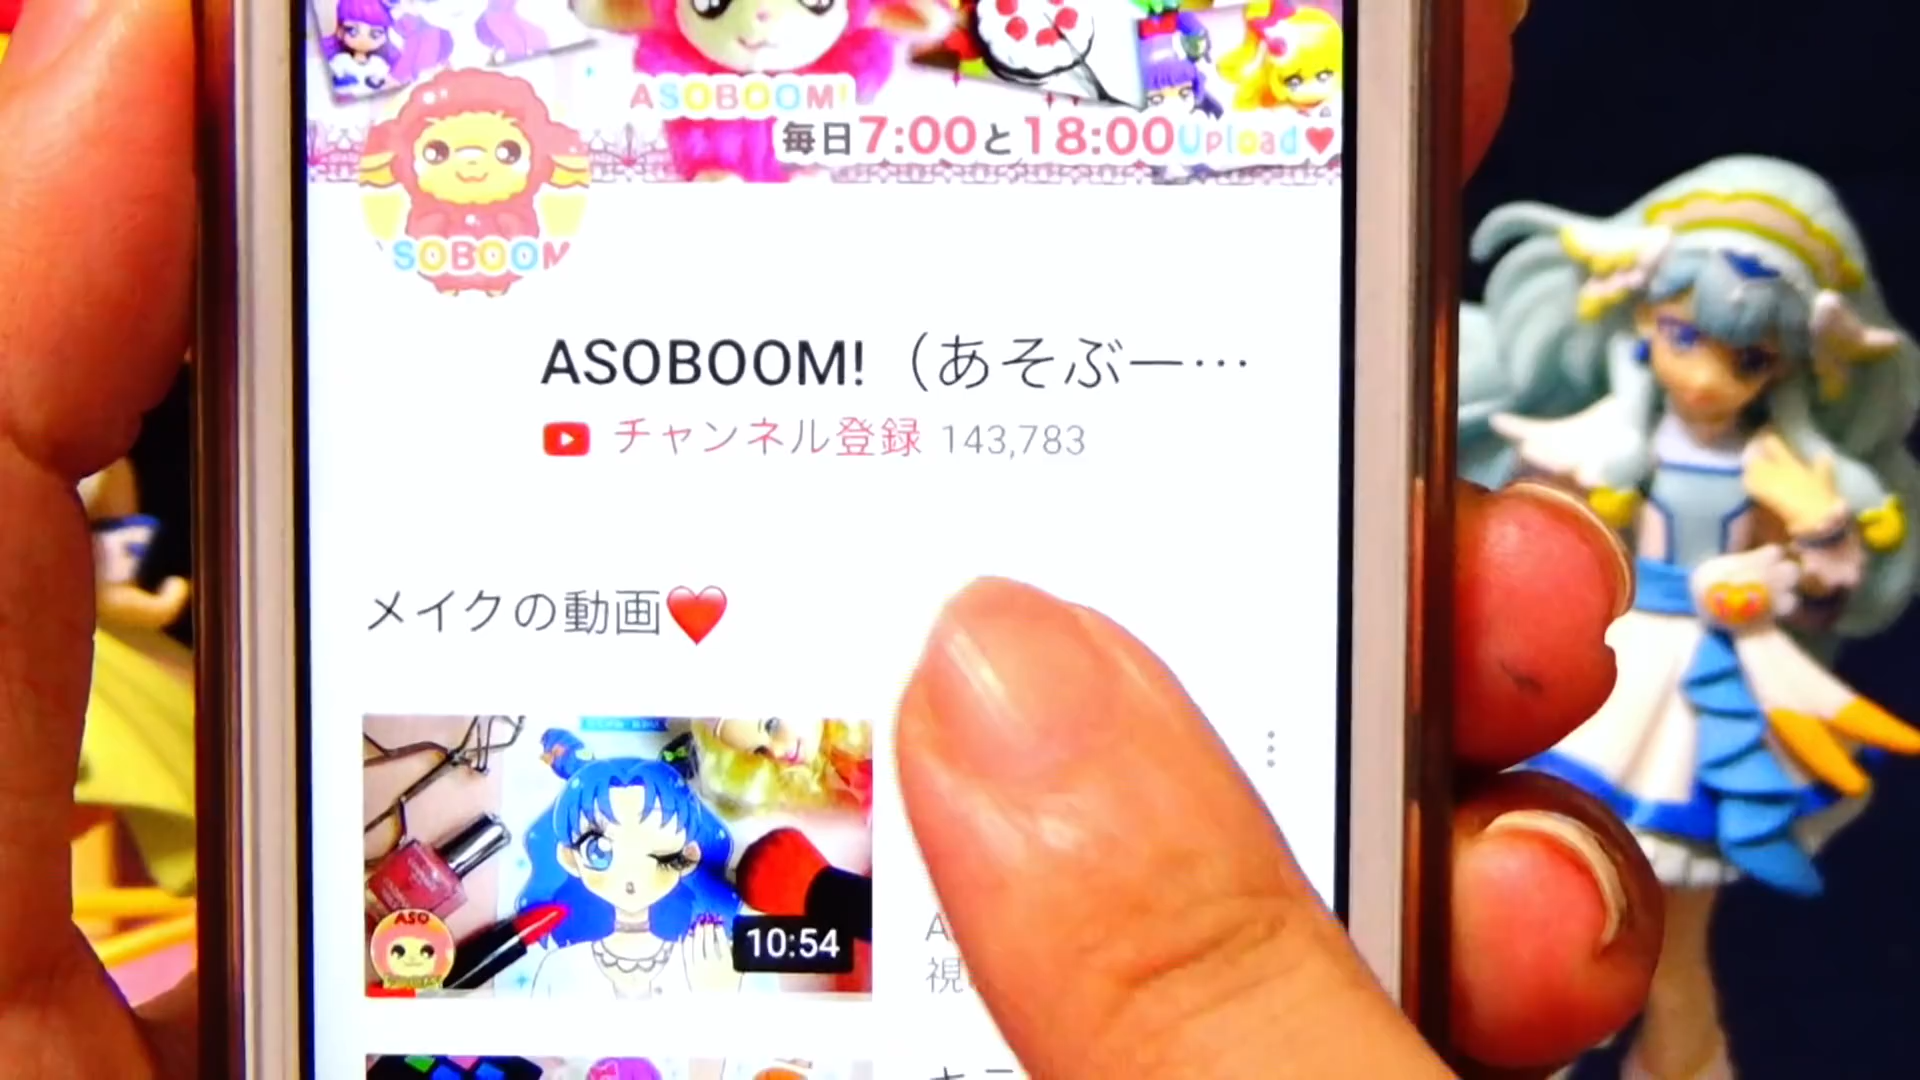 ASOBOOM!
毎日7:00と18:00Upload♥
SOBOOM
ASOBOOM!（あそぶー…
チャンネル登録 143,783
メイクの動画❤
ASO
10:54
A
視